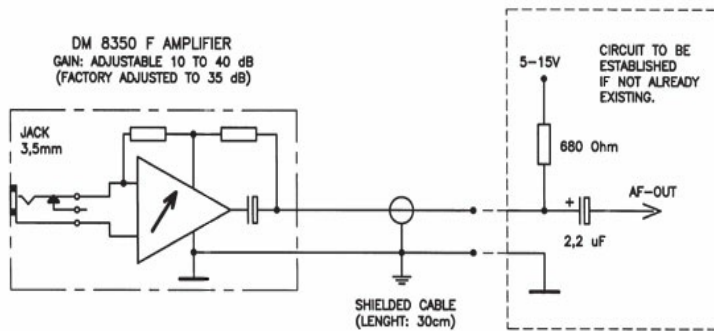 DM 8350 F AMPLIFIER
GAIN: ADJUSTABLE 10 TO 40 dB
(FACTORY ADJUSTED TO 35 dB)
JACK
3,5mm
SHIELDED CABLE
(LENGHT: 30cm)
CIRCUIT TO BE
ESTABLISHED
IF NOT ALREADY
EXISTING.
5-15V
680 Ohm
+
AF-OUT
2,2 uF